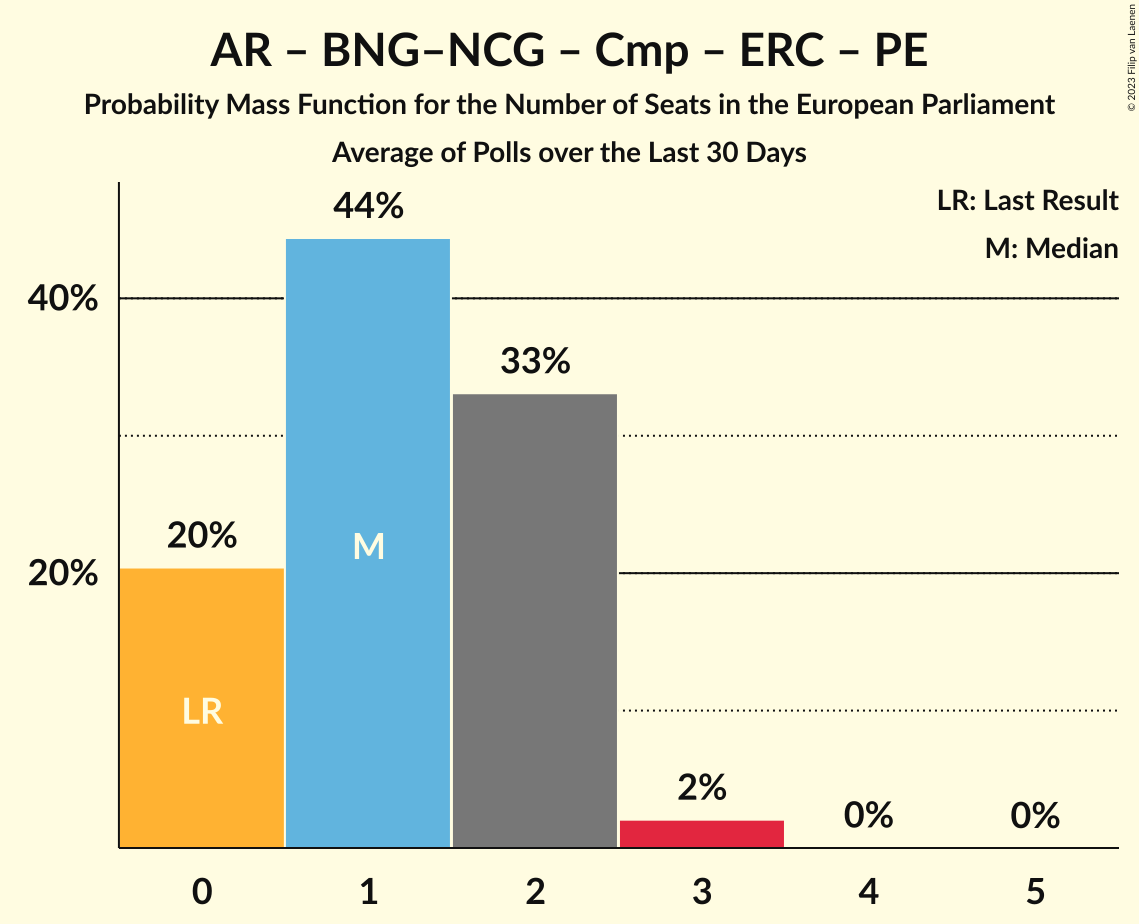 AR – BNG–NCG – Cmp – ERC – PE
Probability Mass Function for the Number of Seats in the European Parliament
Average of Polls over the Last 30 Days
© 2023 Filip van Laenen
LR: Last Result
M: Median
44%
40%
33%
20%
20%
M
LR
2%
0%
0%
0
1
2
3
4
5